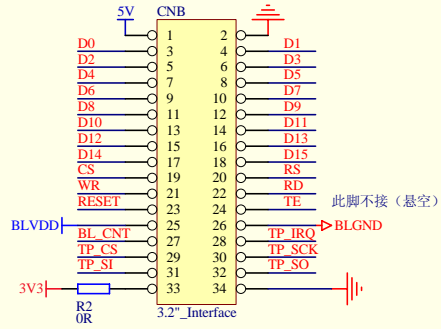 5V CNB
1 2
D0 3 4 D1
D2 5 6 D3
D4 7 8 D5
D6 9 10 D7
D8 11 12 D9
D10 13 14 D11
D12 15 16 D13
D14 17 18 D15
CS 19 20 RS
WR 21 22 RD
RESET 23 24 TE 此脚不接（悬空）
BLVDD 25 26 BLGND
BL_CNT 27 28 TP_IRQ
TP_CS 29 30 TP_SCK
TP_SI 31 32 TP_SO
3V3 33 34
R2
0R
3.2"_Interface